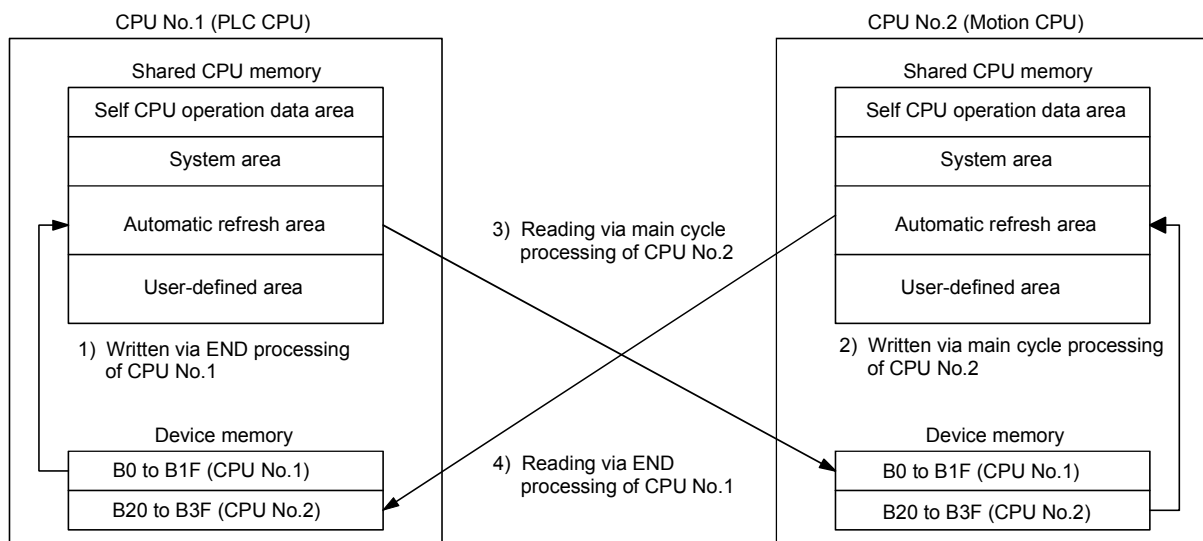 CPU No.1 (PLC CPU)
CPU No.2 (Motion CPU)
Shared CPU memory
Self CPU operation data area
System area
Automatic refresh area
User-defined area
1) Written via END processing
of CPU No.1
Device memory
B0 to B1F (CPU No.1)
B20 to B3F (CPU No.2)
3) Reading via main cycle
processing of CPU No.2
4) Reading via END
processing of CPU No.1
Shared CPU memory
Self CPU operation data area
System area
Automatic refresh area
User-defined area
2) Written via main cycle processing
of CPU No.2
Device memory
B0 to B1F (CPU No.1)
B20 to B3F (CPU No.2)